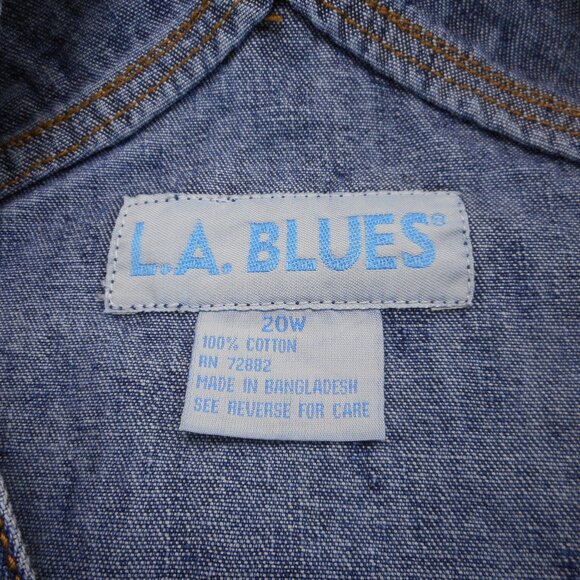 L.A. BLUES®
20W
100% COTTON
RN 72882
MADE IN BANGLADESH
SEE REVERSE FOR CARE